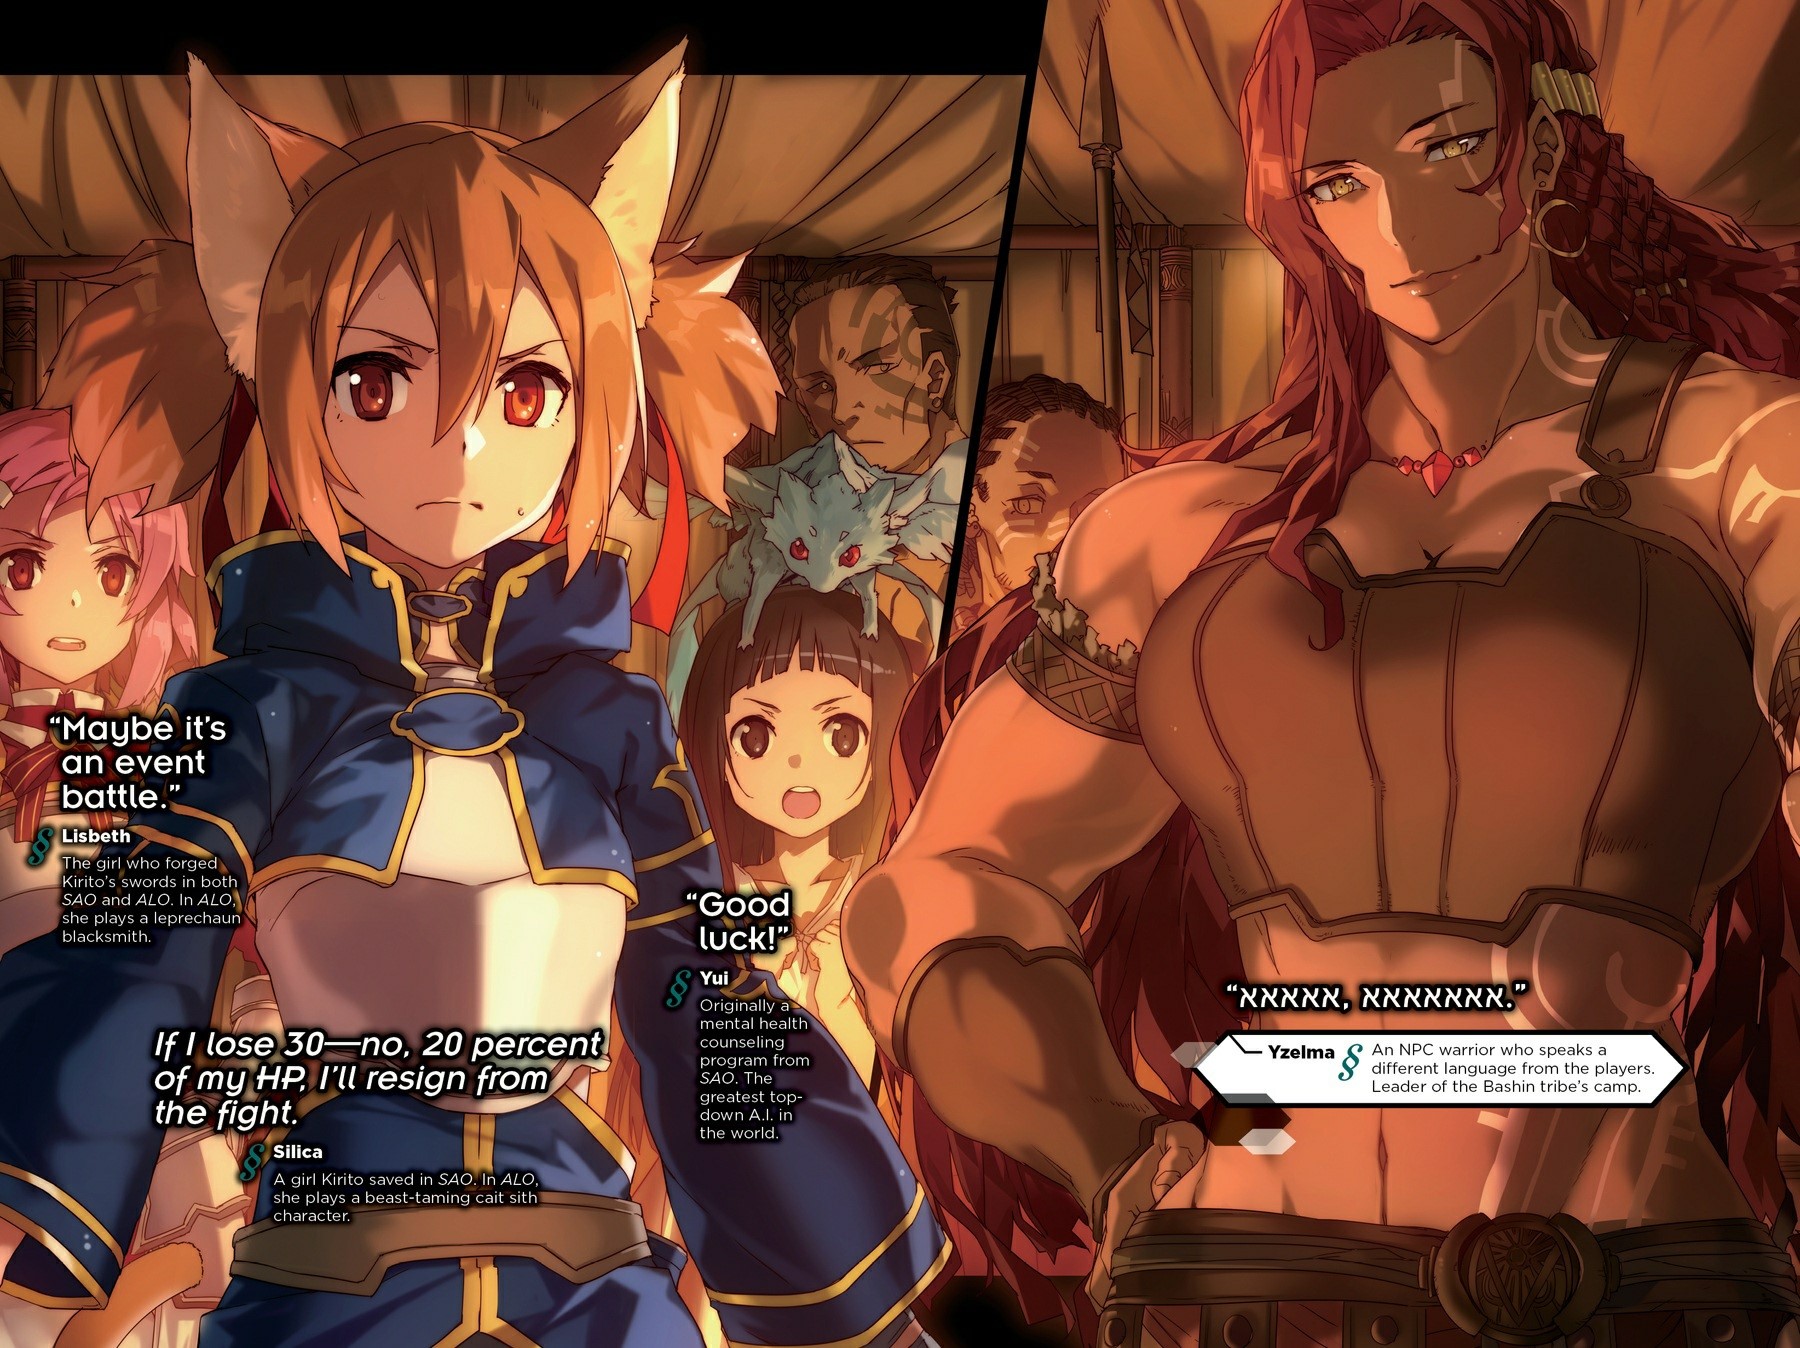 “Maybe it’s
an event
battle.”
Lisbeth
The girl who forged
Kirito’s swords in both
SAO and ALO. In ALO,
she plays a leprechaun
blacksmith.
If I lose 30—no, 20 percent
of my HP, I’ll resign from
the fight.
Silica
A girl Kirito saved in SAO. In ALO,
she plays a beast-taming cait sith
character.
“Good
luck!”
Yui
Originally a
mental health
counseling
program from
SAO. The
greatest top-
down A.I. in
the world.
“אאאאא, אאאאאאא.”
Yzelma
An NPC warrior who speaks a
different language from the players.
Leader of the Bashin tribe’s camp.